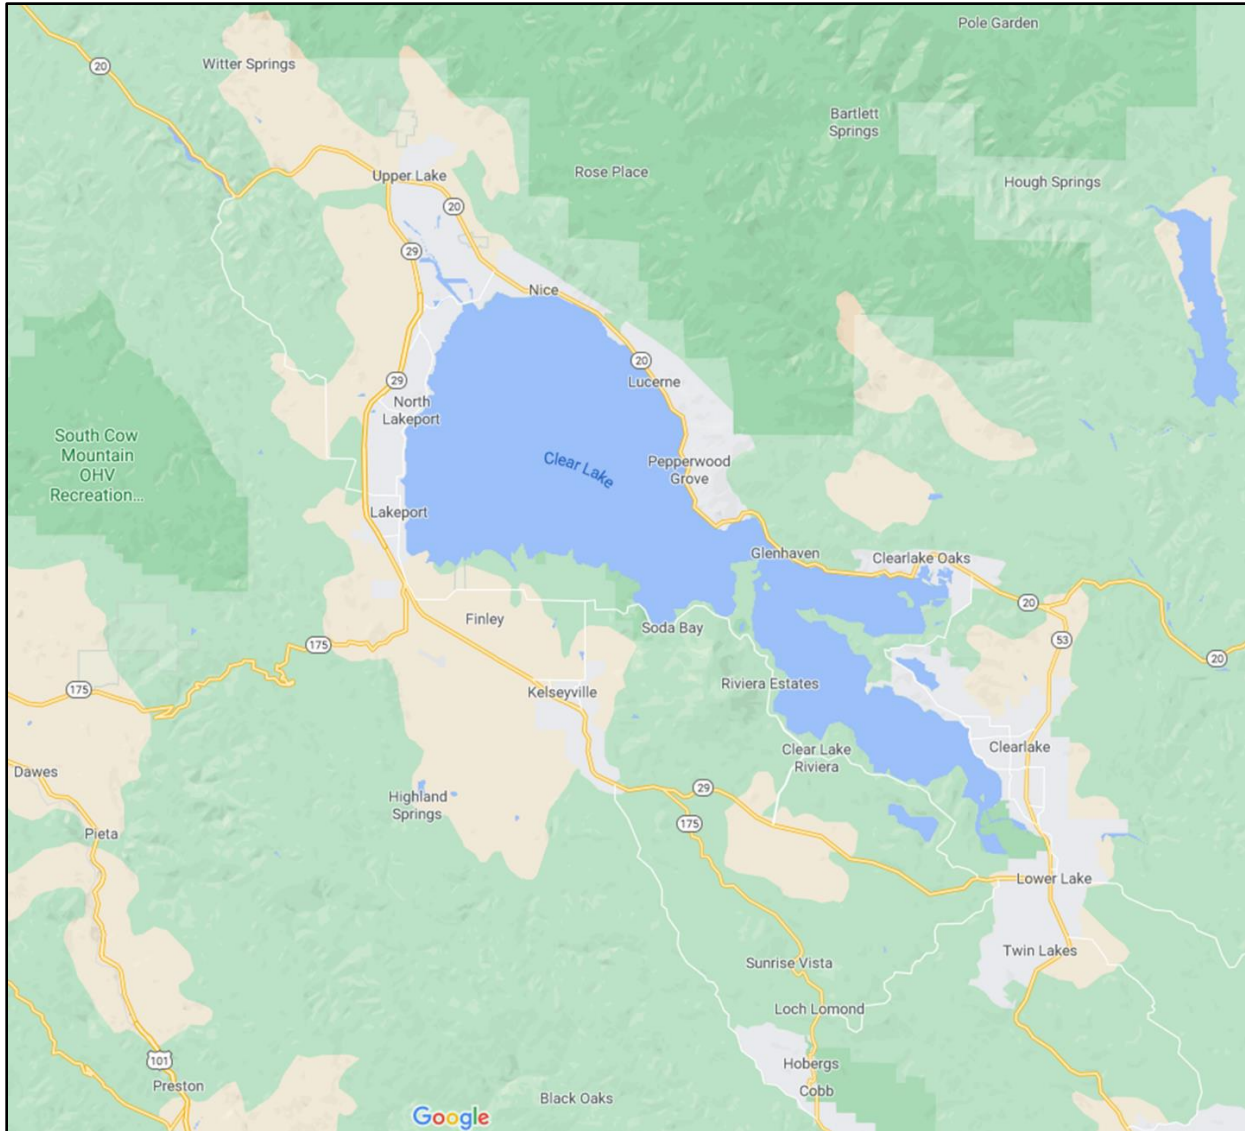 Pole Garden
20
Witter Springs
Bartlett
Springs
Upper Lake
Rose Place
Hough Springs
20
29
Nice
20
29
Lucerne
North
Lakeport
South Cow
Mountain
OHV
Recreation...
Clear Lake
Pepperwood
Grove
Lakeport
Glenhaven
Clearlake Oaks
20
Finley
Soda Bay
53
175
20
175
Kelseyville
Riviera Estates
Clearlake
Clear Lake
Riviera
Dawes
29
Highland
Springs
175
Pieta
Lower Lake
Twin Lakes
Sunrise Vista
Loch Lomond
101
Hobergs
Preston
Cobb
Black Oaks
Google